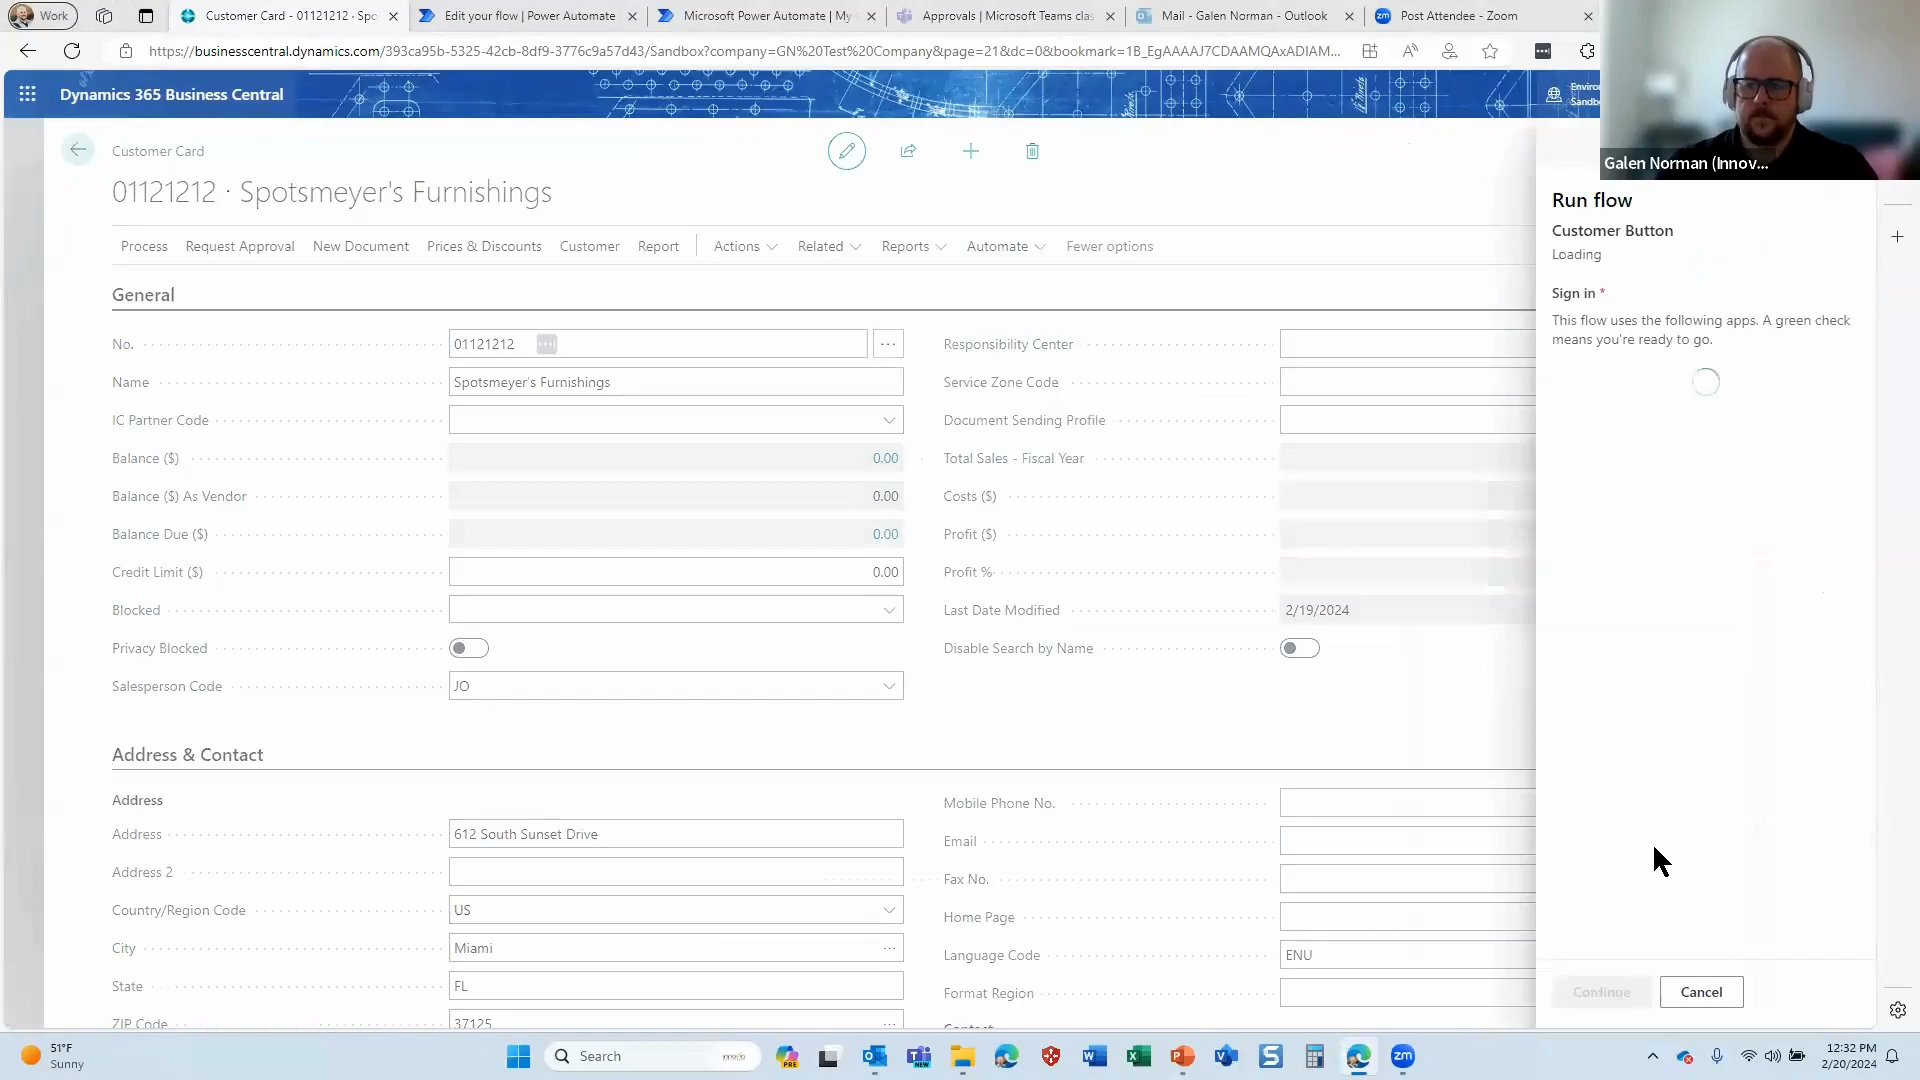 Work
Customer Card - 01121212 · Spo
Edit your flow | Power Automate
Microsoft Power Automate | My
Approvals | Microsoft Teams clas
Mail - Galen Norman - Outlook
Post Attendee - Zoom
https://businesscentral.dynamics.com/393ca95b-5325-42cb-8df9-3776c9a57d43/Sandbox?company=GN%20Test%20Company&page=21&dc=0&bookmark=1B_EgAAAAJ7CDAAMQAxADIAM...
Dynamics 365 Business Central
Enviro
Sandb
Galen Norman (Innov...
Customer Card
01121212 · Spotsmeyer's Furnishings
Process Request Approval New Document Prices & Discounts Customer Report Actions Related Reports Automate Fewer options
General
No. 01121212
Name Spotsmeyer's Furnishings
IC Partner Code
Balance ($) 0.00
Balance ($) As Vendor 0.00
Balance Due ($) 0.00
Credit Limit ($) 0.00
Blocked
Privacy Blocked
Salesperson Code JO
Responsibility Center
Service Zone Code
Document Sending Profile
Total Sales - Fiscal Year
Costs ($)
Profit ($)
Profit %
Last Date Modified 2/19/2024
Disable Search by Name
Address & Contact
Address
Address 612 South Sunset Drive
Address 2
Country/Region Code US
City Miami
State FL
ZIP Code 37125
Mobile Phone No.
Email
Fax No.
Home Page
Language Code ENU
Format Region
Contact
Run flow
Customer Button
Loading
Sign in *
This flow uses the following apps. A green check
means you're ready to go.
Continue Cancel
51°F
Sunny
Search
PRE
NEW
zm
12:32 PM
2/20/2024